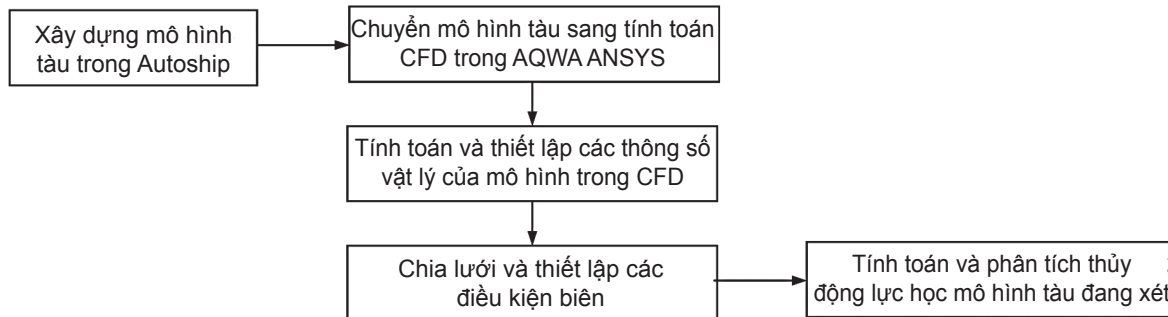 Xây dựng mô hình
tàu trong Autoship
Chuyển mô hình tàu sang tính toán
CFD trong AQWA ANSYS
Tính toán và thiết lập các thông số
vật lý của mô hình trong CFD
Chia lưới và thiết lập các
điều kiện biên
Tính toán và phân tích thủy
động lực học mô hình tàu đang xét